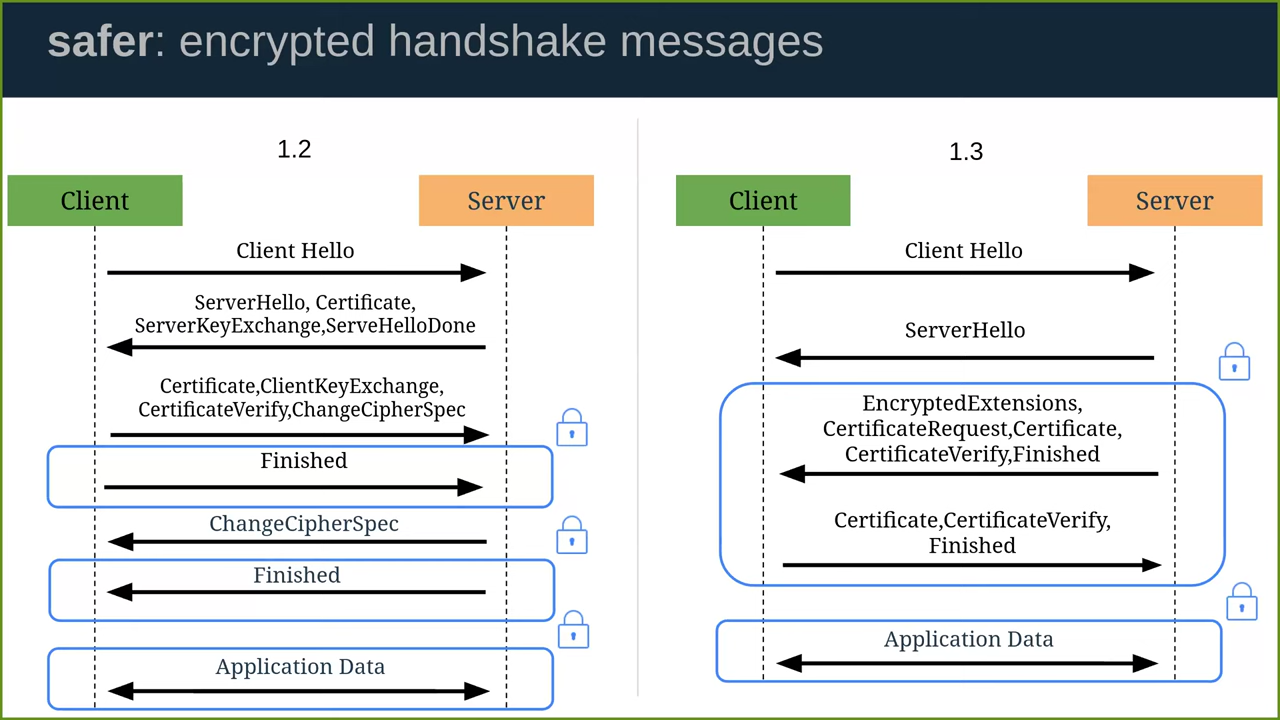 safer: encrypted handshake messages
1.2
Client
Server
Client Hello
ServerHello, Certificate,
ServerKeyExchange,ServeHelloDone
Certificate,ClientKeyExchange,
CertificateVerify,ChangeCipherSpec
Finished
ChangeCipherSpec
Finished
Application Data
1.3
Client
Server
Client Hello
ServerHello
EncryptedExtensions,
CertificateRequest,Certificate,
CertificateVerify,Finished
Certificate,CertificateVerify,
Finished
Application Data